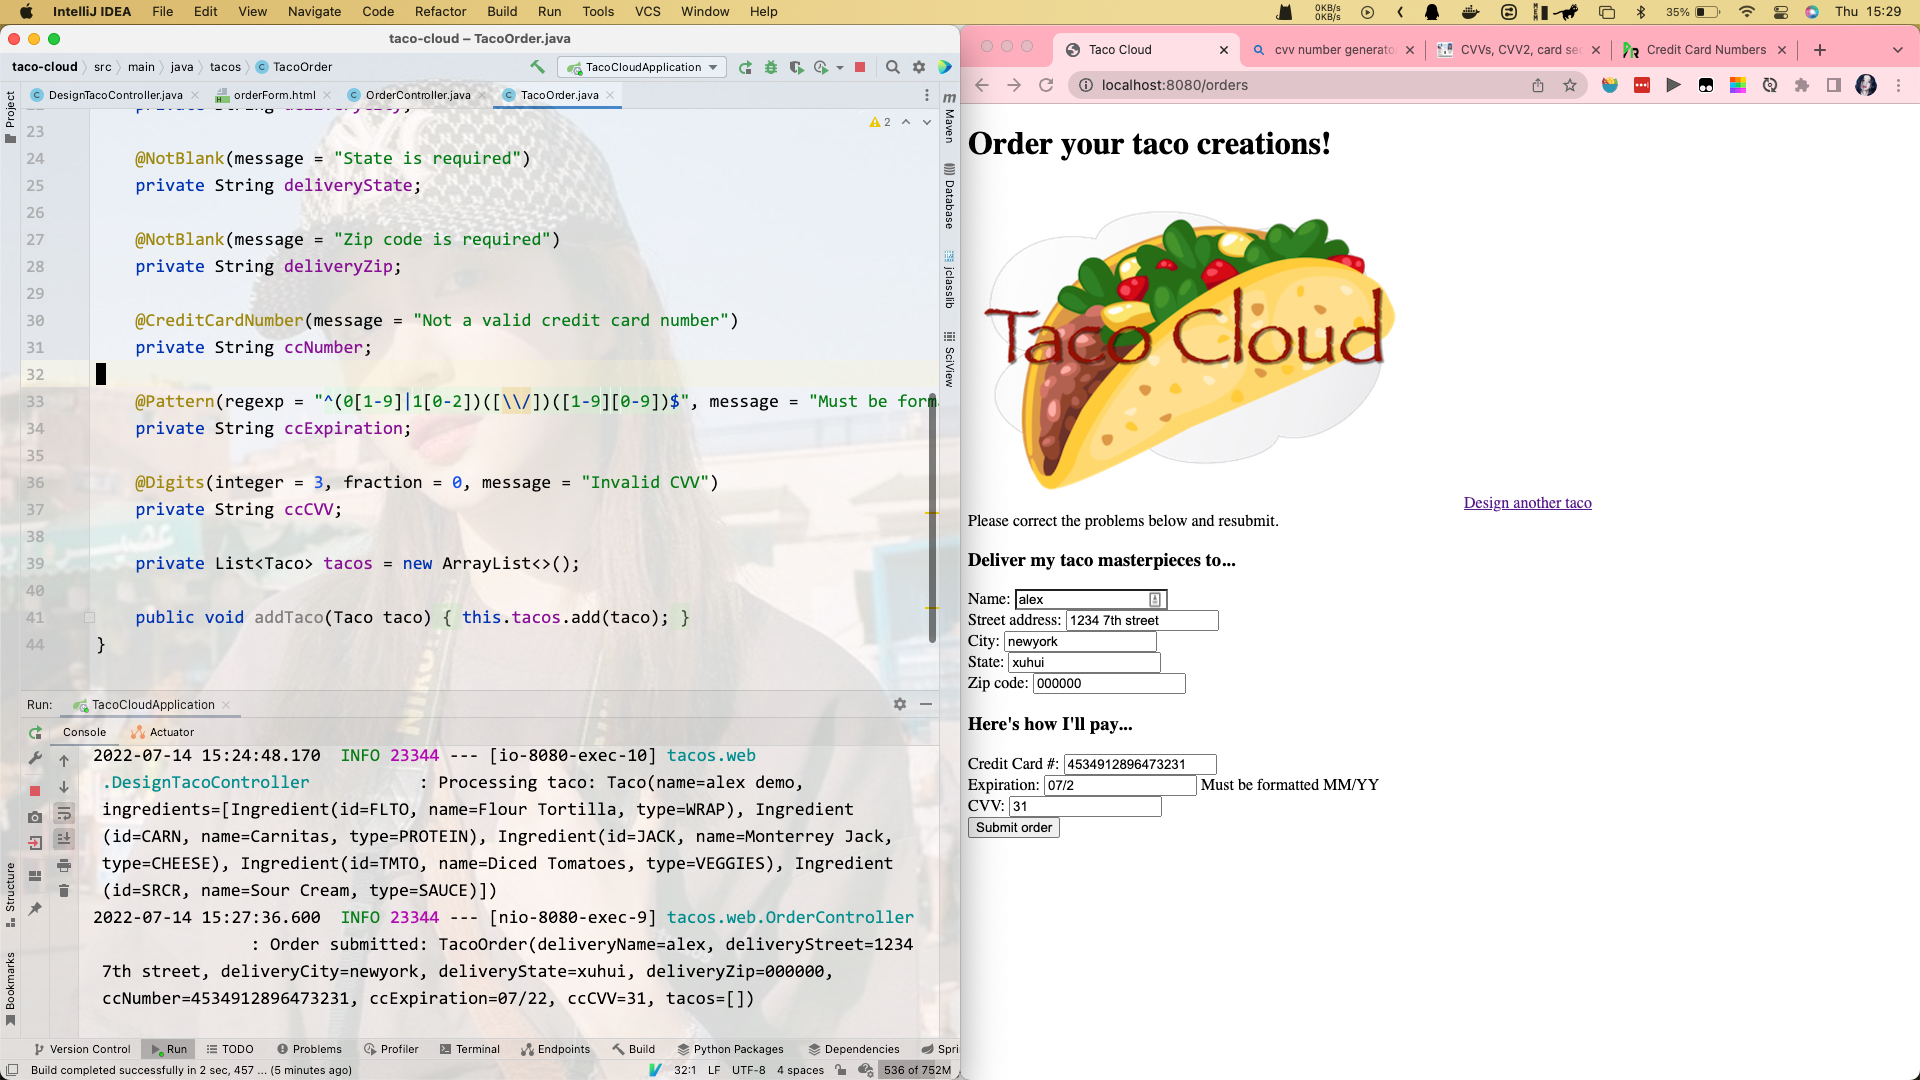 IntelliJ IDEA File Edit View Navigate Code Refactor Build Run Tools VCS Window Help
0KB/s
0KB/s
35%
Thu 15:29
taco-cloud – TacoOrder.java
taco-cloud src main java tacos TacoOrder
TacoCloudApplication
DesignTacoController.java
orderForm.html
OrderController.java
TacoOrder.java
Project
Structure
Bookmarks
Maven
Database
jclasslib
SciView
2
23
24 @NotBlank(message = "State is required")
25 private String deliveryState;
26
27 @NotBlank(message = "Zip code is required")
28 private String deliveryZip;
29
30 @CreditCardNumber(message = "Not a valid credit card number")
31 private String ccNumber;
32
33 @Pattern(regexp = "^(0[1-9]|1[0-2])([\\/])([1-9][0-9])$", message = "Must be form
34 private String ccExpiration;
35
36 @Digits(integer = 3, fraction = 0, message = "Invalid CVV")
37 private String ccCVV;
38
39 private List<Taco> tacos = new ArrayList<>();
40
41 public void addTaco(Taco taco) { this.tacos.add(taco); }
44 }
Run: TacoCloudApplication
Console Actuator
2022-07-14 15:24:48.170 INFO 23344 --- [io-8080-exec-10] tacos.web
.DesignTacoController : Processing taco: Taco(name=alex demo,
ingredients=[Ingredient(id=FLTO, name=Flour Tortilla, type=WRAP), Ingredient
(id=CARN, name=Carnitas, type=PROTEIN), Ingredient(id=JACK, name=Monterrey Jack,
type=CHEESE), Ingredient(id=TMTO, name=Diced Tomatoes, type=VEGGIES), Ingredient
(id=SRCR, name=Sour Cream, type=SAUCE)])
2022-07-14 15:27:36.600 INFO 23344 --- [nio-8080-exec-9] tacos.web.OrderController
: Order submitted: TacoOrder(deliveryName=alex, deliveryStreet=1234
7th street, deliveryCity=newyork, deliveryState=xuhui, deliveryZip=000000,
ccNumber=4534912896473231, ccExpiration=07/22, ccCVV=31, tacos=[])
Version Control Run TODO Problems Profiler Terminal Endpoints Build Python Packages Dependencies Spri
Build completed successfully in 2 sec, 457 ... (5 minutes ago)
32:1 LF UTF-8 4 spaces 536 of 752M
Taco Cloud
cvv number generato
CVVs, CVV2, card sec
Credit Card Numbers
localhost:8080/orders
Order your taco creations!
Taco Cloud
Design another taco
Please correct the problems below and resubmit.
Deliver my taco masterpieces to...
Name: alex
Street address: 1234 7th street
City: newyork
State: xuhui
Zip code: 000000
Here's how I'll pay...
Credit Card #: 4534912896473231
Expiration: 07/2 Must be formatted MM/YY
CVV: 31
Submit order